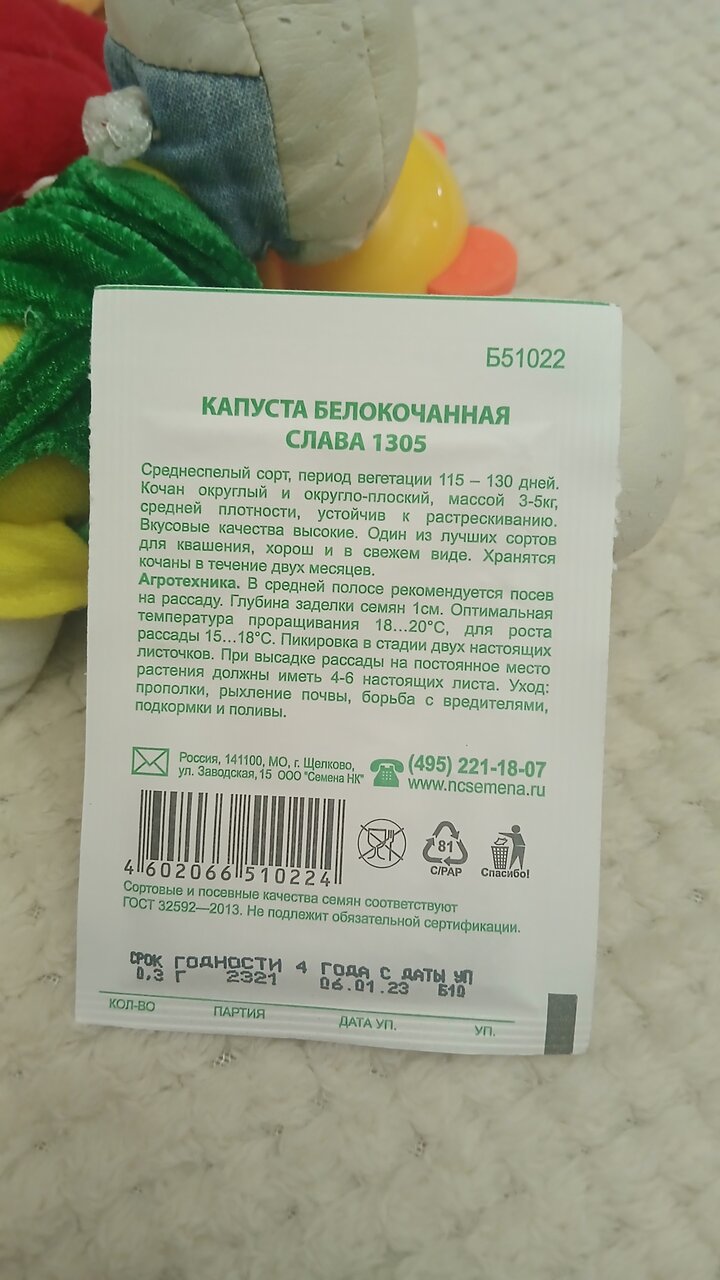 Б51022
КАПУСТА БЕЛОКОЧАННАЯ
СЛАВА 1305
Среднеспелый сорт, период вегетации 115 – 130 дней.
Кочан округлый и округло-плоский, массой 3-5кг,
средней плотности, устойчив к растрескиванию.
Вкусовые качества высокие. Один из лучших сортов
для квашения, хорош и в свежем виде. Хранятся
кочаны в течение двух месяцев.
Агротехника. В средней полосе рекомендуется посев
на рассаду. Глубина заделки семян 1см. Оптимальная
температура проращивания 18...20°С, для роста
рассады 15...18°С. Пикировка в стадии двух настоящих
листочков. При высадке рассады на постоянное место
растения должны иметь 4-6 настоящих листа. Уход:
прополки, рыхление почвы, борьба с вредителями,
подкормки и поливы.
Россия, 141100, МО, г. Щелково,
ул. Заводская,15 ООО "Семена НК"
(495) 221-18-07
www.ncsemena.ru
4 602066 510224
81
C/PAP
Спасибо!
Сортовые и посевные качества семян соответствуют
ГОСТ 32592—2013. Не подлежит обязательной сертификации.
СРОК ГОДНОСТИ 4 ГОДА С ДАТЫ УП
0,3 Г 2321 06.01.23 Б10
КОЛ-ВО ПАРТИЯ ДАТА УП. УП.